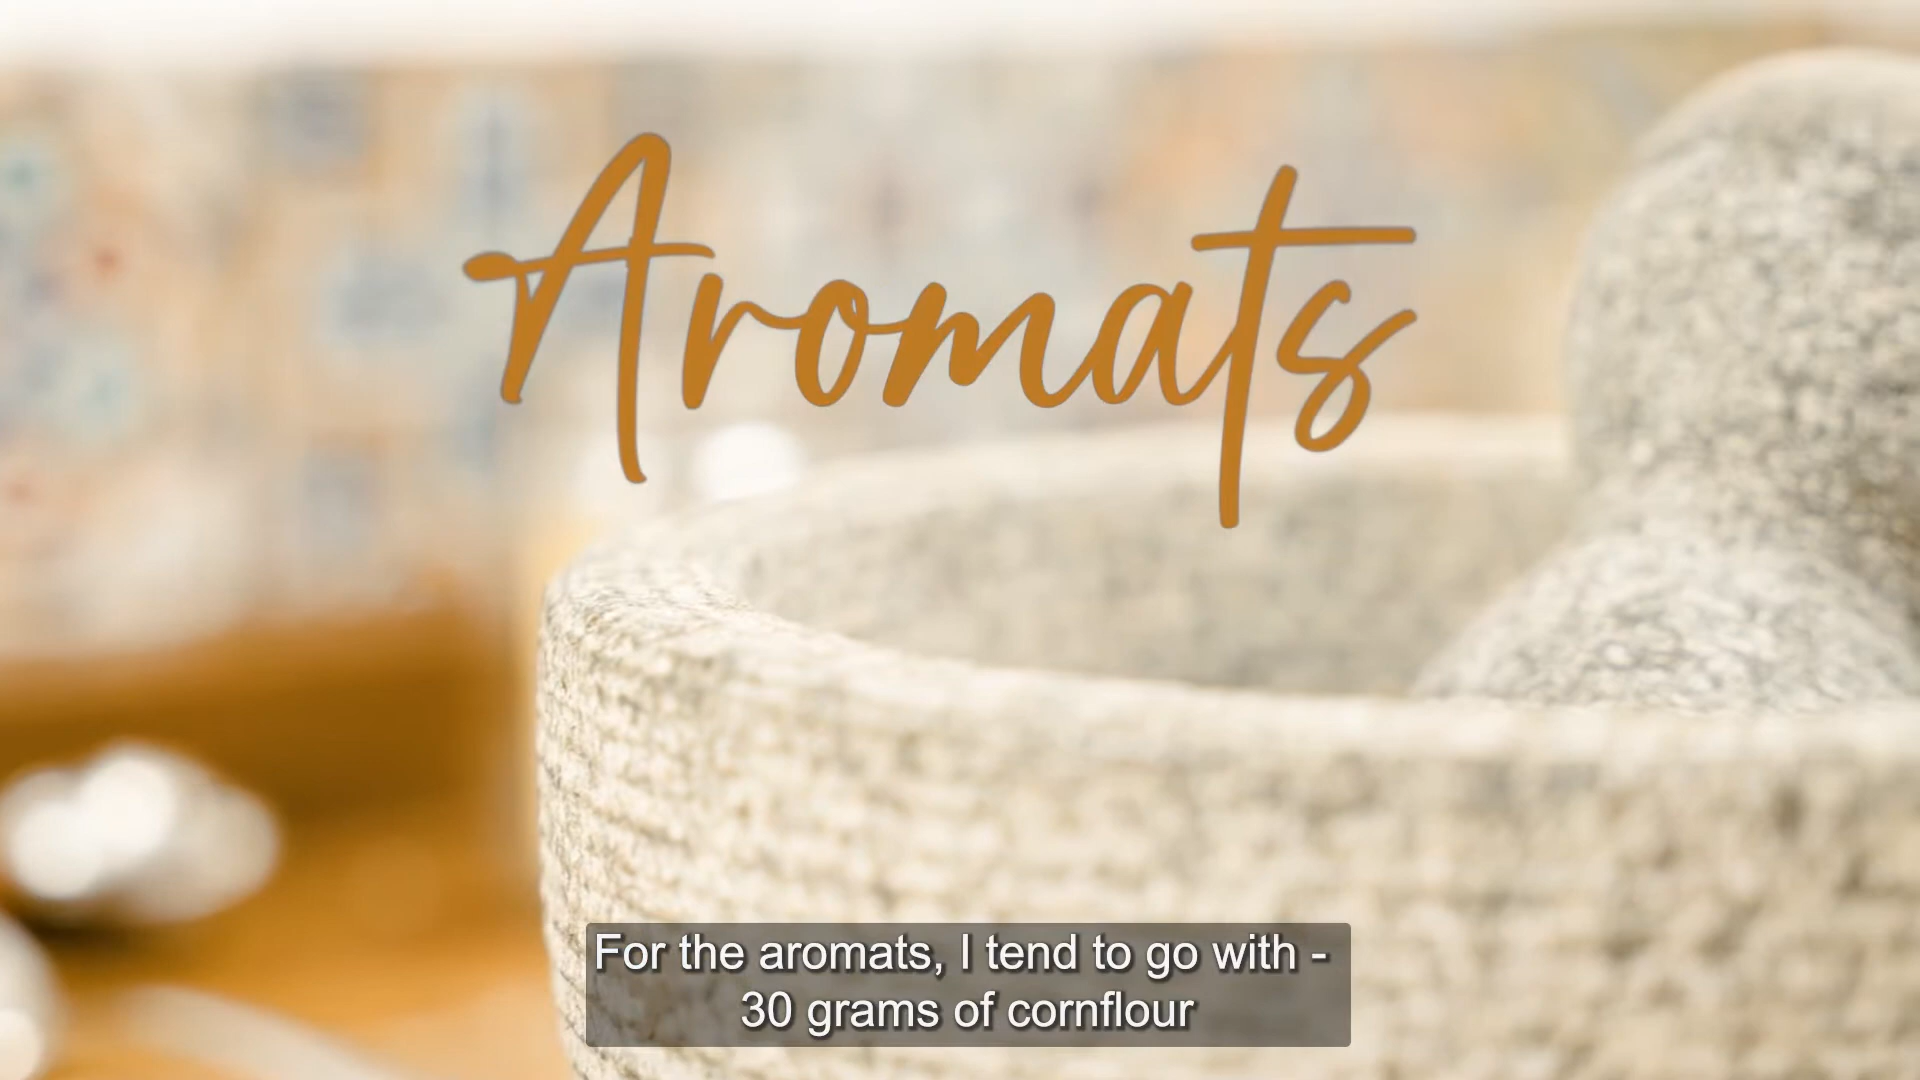 Aromats
For the aromats, I tend to go with -
30 grams of cornflour